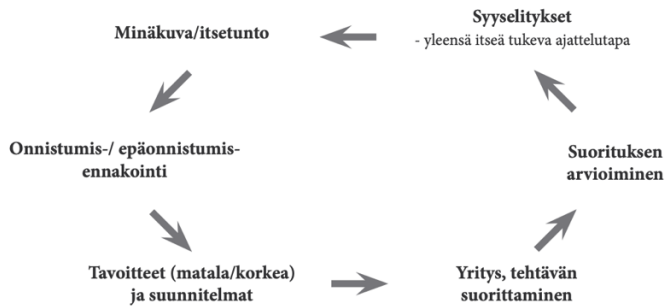 Syyselitykset
- yleensä itseä tukeva ajattelutapa
Minäkuva/itsetunto
Onnistumis-/ epäonnistumis-
ennakointi
Tavoitteet (matala/korkea)
ja suunnitelmat
Yritys, tehtävän
suorittaminen
Suorituksen
arvioiminen